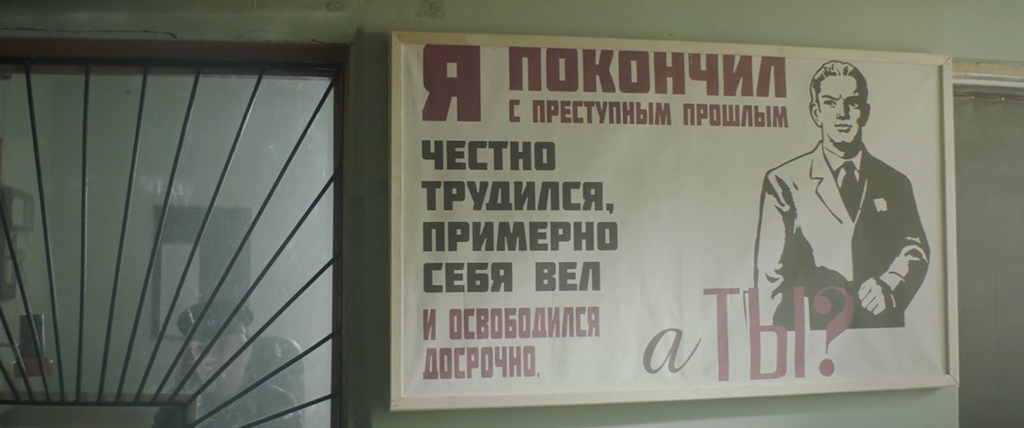 Я ПОКОНЧИЛ
С ПРЕСТУПНЫМ ПРОШЛЫМ
ЧЕСТНО
ТРУДИЛСЯ,
ПРИМЕРНО
СЕБЯ ВЕЛ
И ОСВОБОДИЛСЯ
ДОСРОЧНО,
а ТЫ?